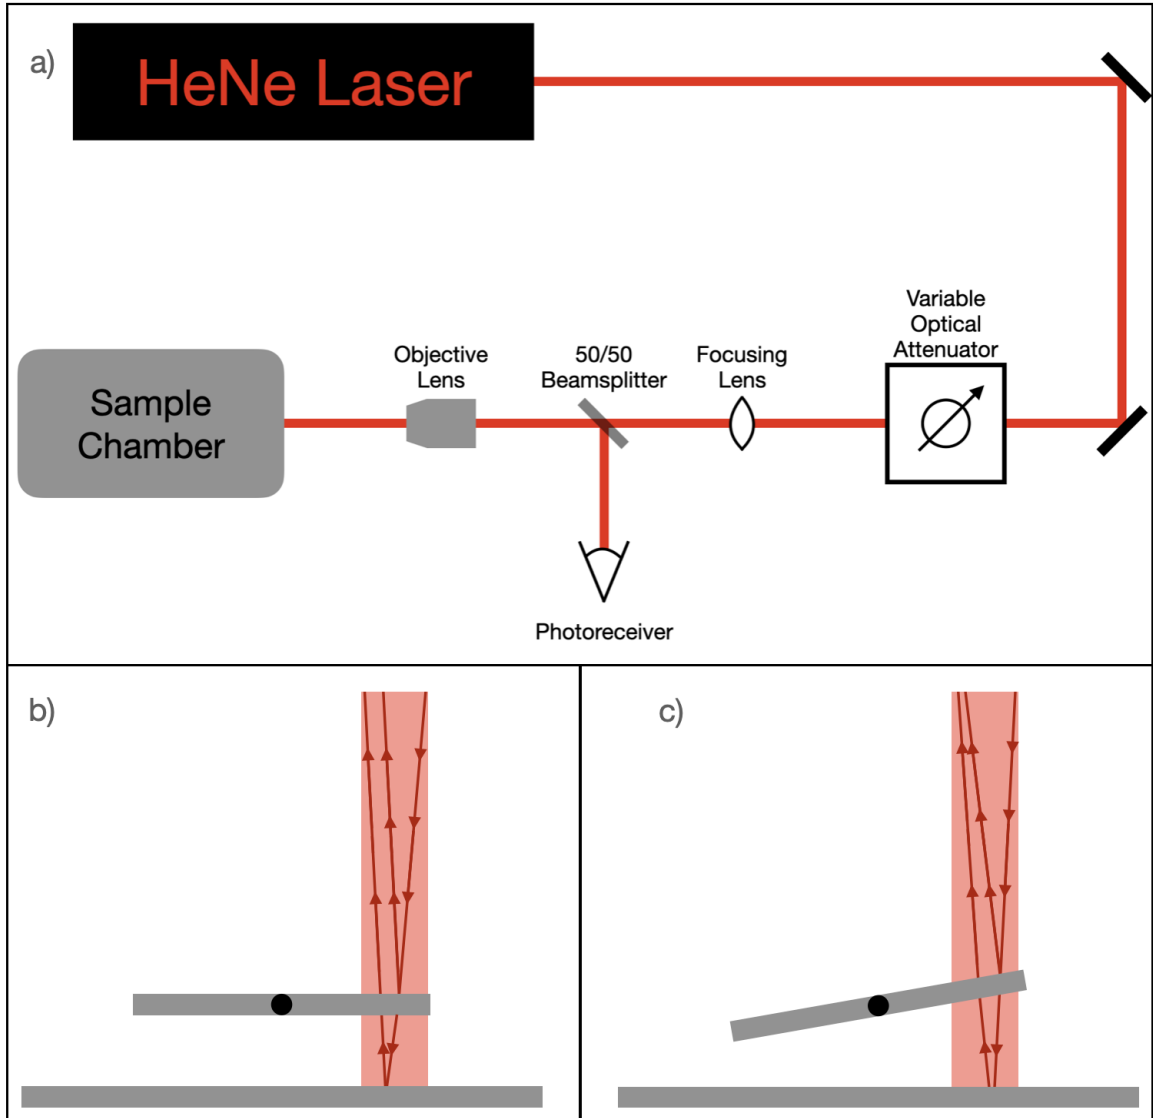 a)
HeNe Laser
Variable
Optical
Attenuator
Objective
Lens
50/50
Beamsplitter
Focusing
Lens
Sample
Chamber
Photoreceiver
b)
c)